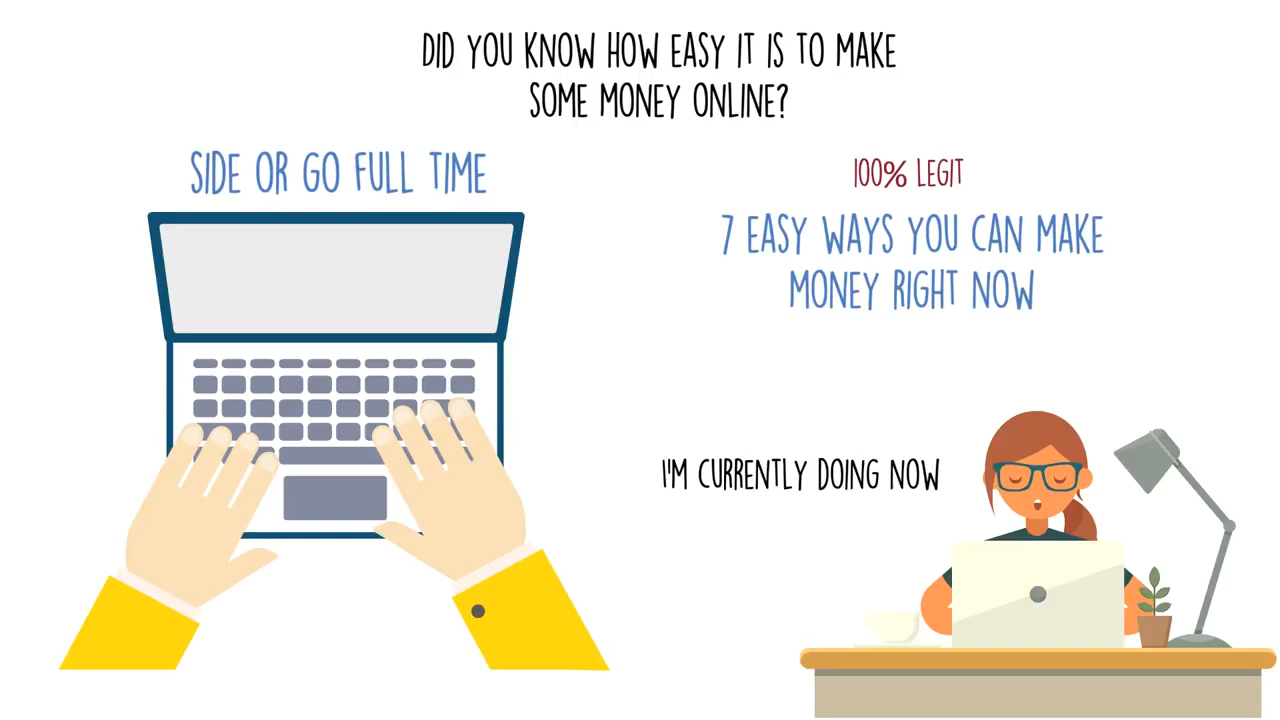 DID YOU KNOW HOW EASY IT IS TO MAKE
SOME MONEY ONLINE?
SIDE OR GO FULL TIME
100% LEGIT
7 EASY WAYS YOU CAN MAKE
MONEY RIGHT NOW
I'M CURRENTLY DOING NOW